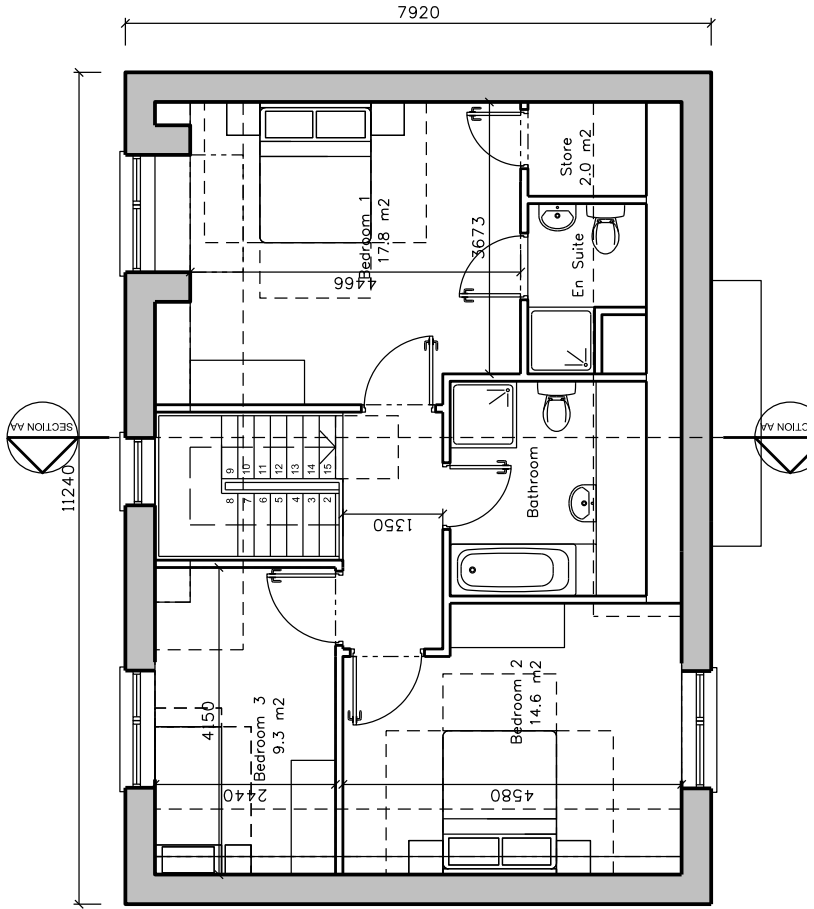 7920
11240
Store
2.0 m2
Bedroom 1
17.8 m2
3673
4466
En Suite
SECTION AA
CTION AA
9
10
11
12
13
14
15
8
7
6
5
4
3
2
Bathroom
1350
Bedroom 2
14.6 m2
Bedroom 3
9.3 m2
4150
2440
4580